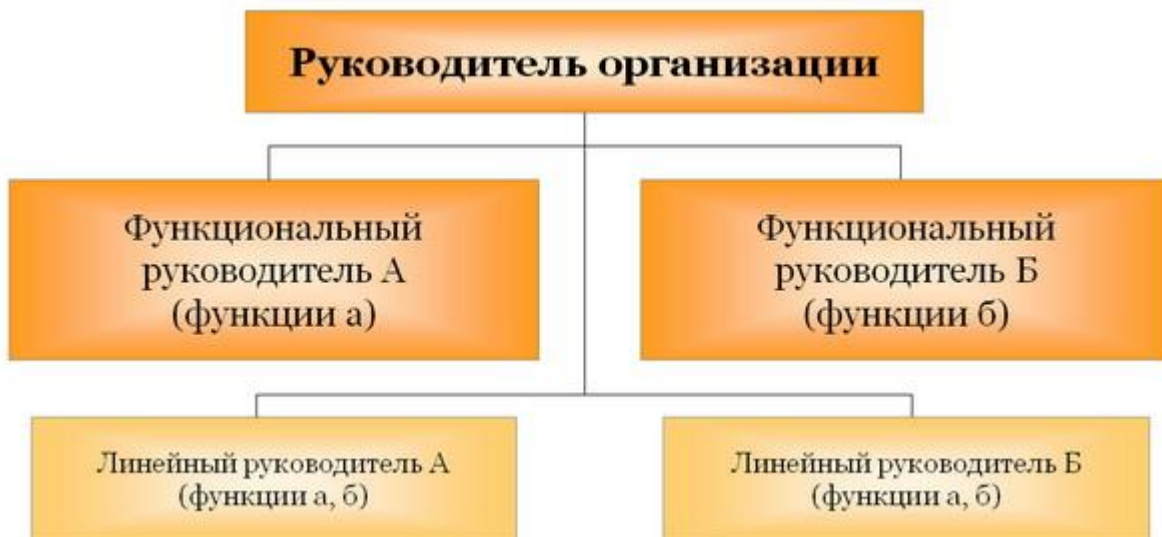 Руководитель организации
Функциональный
руководитель А
(функции а)
Функциональный
руководитель Б
(функции б)
Линейный руководитель А
(функции а, б)
Линейный руководитель Б
(функции а, б)